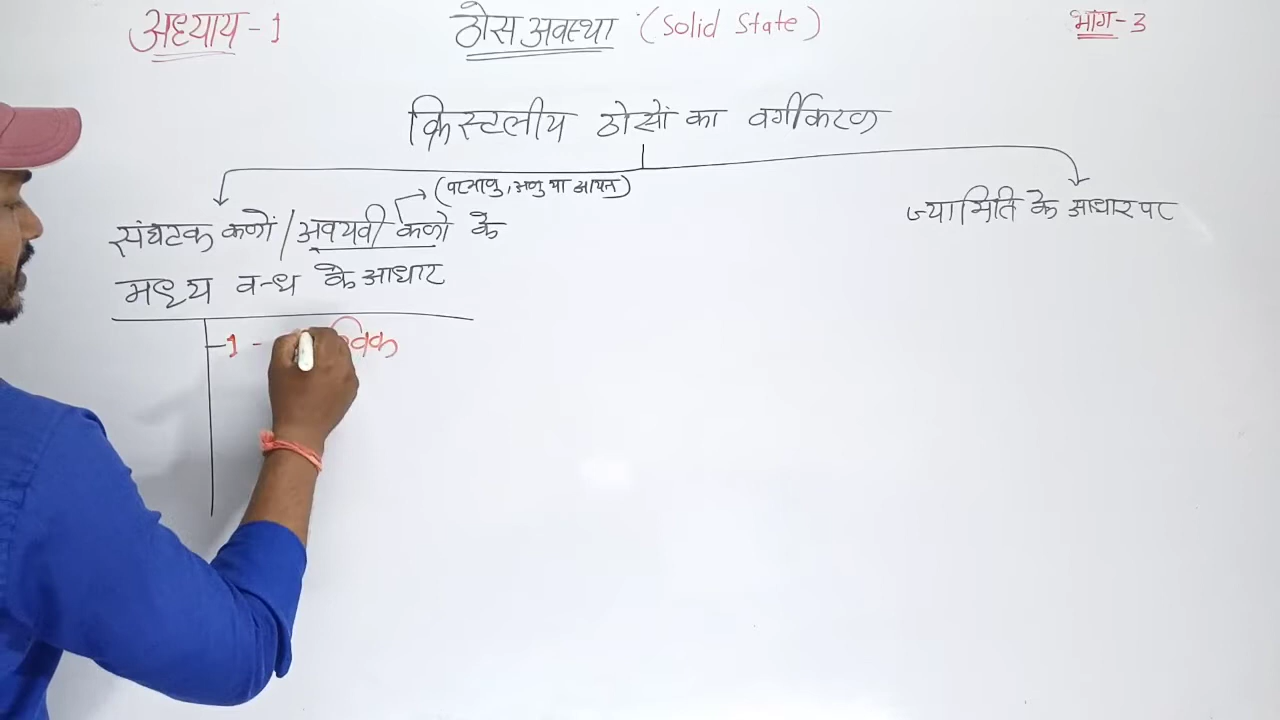 अध्याय-1
ठोस अवस्था (Solid State)
भाग-3
क्रिस्टलीय ठोसों का वर्गीकरण
(परमाणु, अणु या आयन)
संघटक कणों / अवयवी कणों के
मध्य बन्ध के आधार
ज्यामिति के आधार पर
1 -